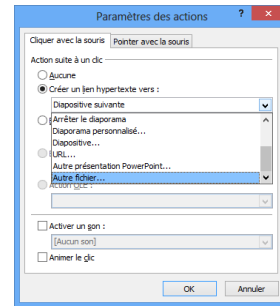 Paramètres des actions
? ×
Cliquer avec la souris Pointer avec la souris
Action suite à un clic
Aucune
Créer un lien hypertexte vers :
Diapositive suivante
Arrêter le diaporama
Diaporama personnalisé...
Diapositive...
URL...
Autre présentation PowerPoint...
Autre fichier...
Action OLE :
Activer un son :
[Aucun son]
Animer le clic
OK Annuler